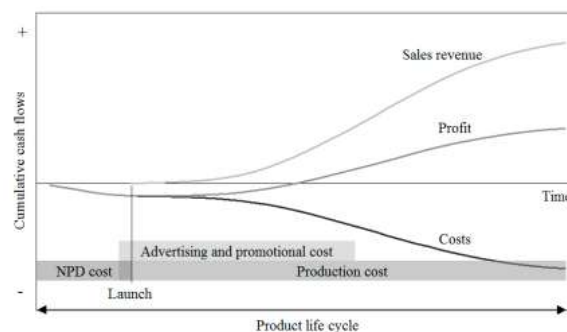 +
Sales revenue
Profit
Cumulative cash flows
Time
Costs
Advertising and promotional cost
NPD cost
Production cost
-
Launch
Product life cycle